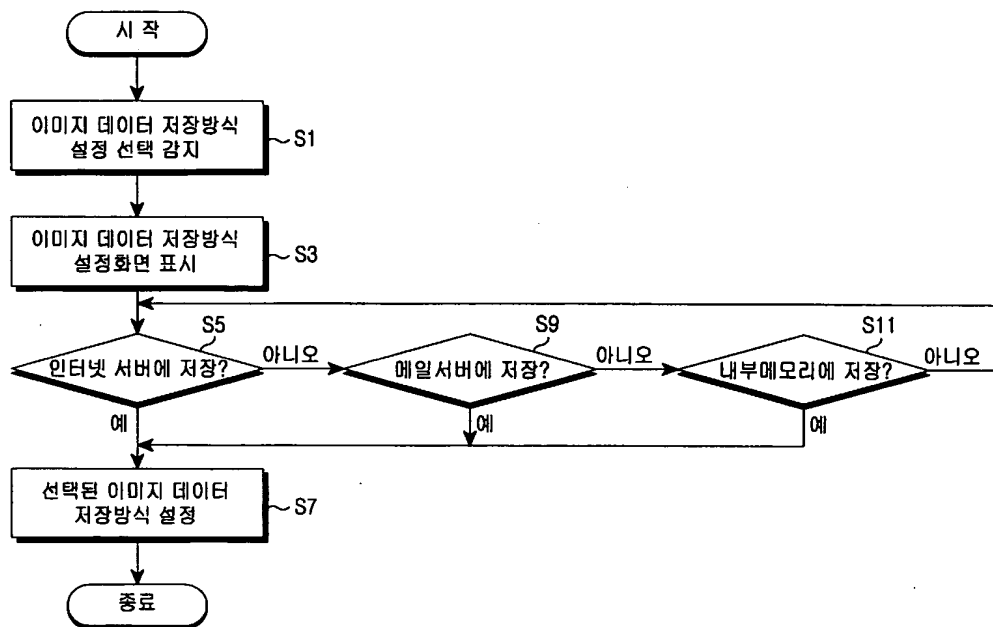 시 작
이미지 데이터 저장방식
설정 선택 감지
S1
이미지 데이터 저장방식
설정화면 표시
S3
S5
인터넷 서버에 저장?
아니오
S9
메일서버에 저장?
아니오
S11
내부메모리에 저장?
아니오
예
예
예
선택된 이미지 데이터
저장방식 설정
S7
종료